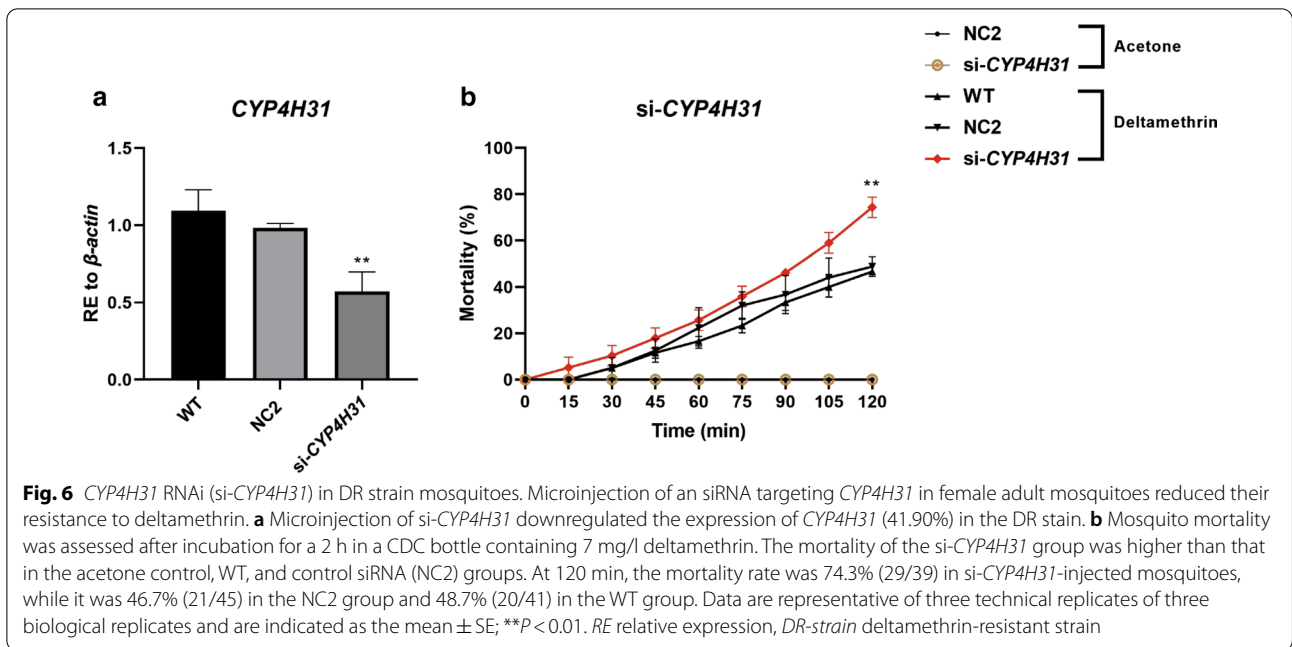 NC2
Acetone
si-CYP4H31
WT
NC2
Deltamethrin
si-CYP4H31
a
CYP4H31
RE to β-actin
1.5
1.0
0.5
0.0
**
WT
NC2
si-CYP4H31
b
si-CYP4H31
Mortality (%)
100
80
60
40
20
0
**
0 15 30 45 60 75 90 105 120
Time (min)
Fig. 6 CYP4H31 RNAi (si-CYP4H31) in DR strain mosquitoes. Microinjection of an siRNA targeting CYP4H31 in female adult mosquitoes reduced their
resistance to deltamethrin. a Microinjection of si-CYP4H31 downregulated the expression of CYP4H31 (41.90%) in the DR stain. b Mosquito mortality
was assessed after incubation for a 2 h in a CDC bottle containing 7 mg/l deltamethrin. The mortality of the si-CYP4H31 group was higher than that
in the acetone control, WT, and control siRNA (NC2) groups. At 120 min, the mortality rate was 74.3% (29/39) in si-CYP4H31-injected mosquitoes,
while it was 46.7% (21/45) in the NC2 group and 48.7% (20/41) in the WT group. Data are representative of three technical replicates of three
biological replicates and are indicated as the mean ± SE; **P < 0.01. RE relative expression, DR-strain deltamethrin-resistant strain